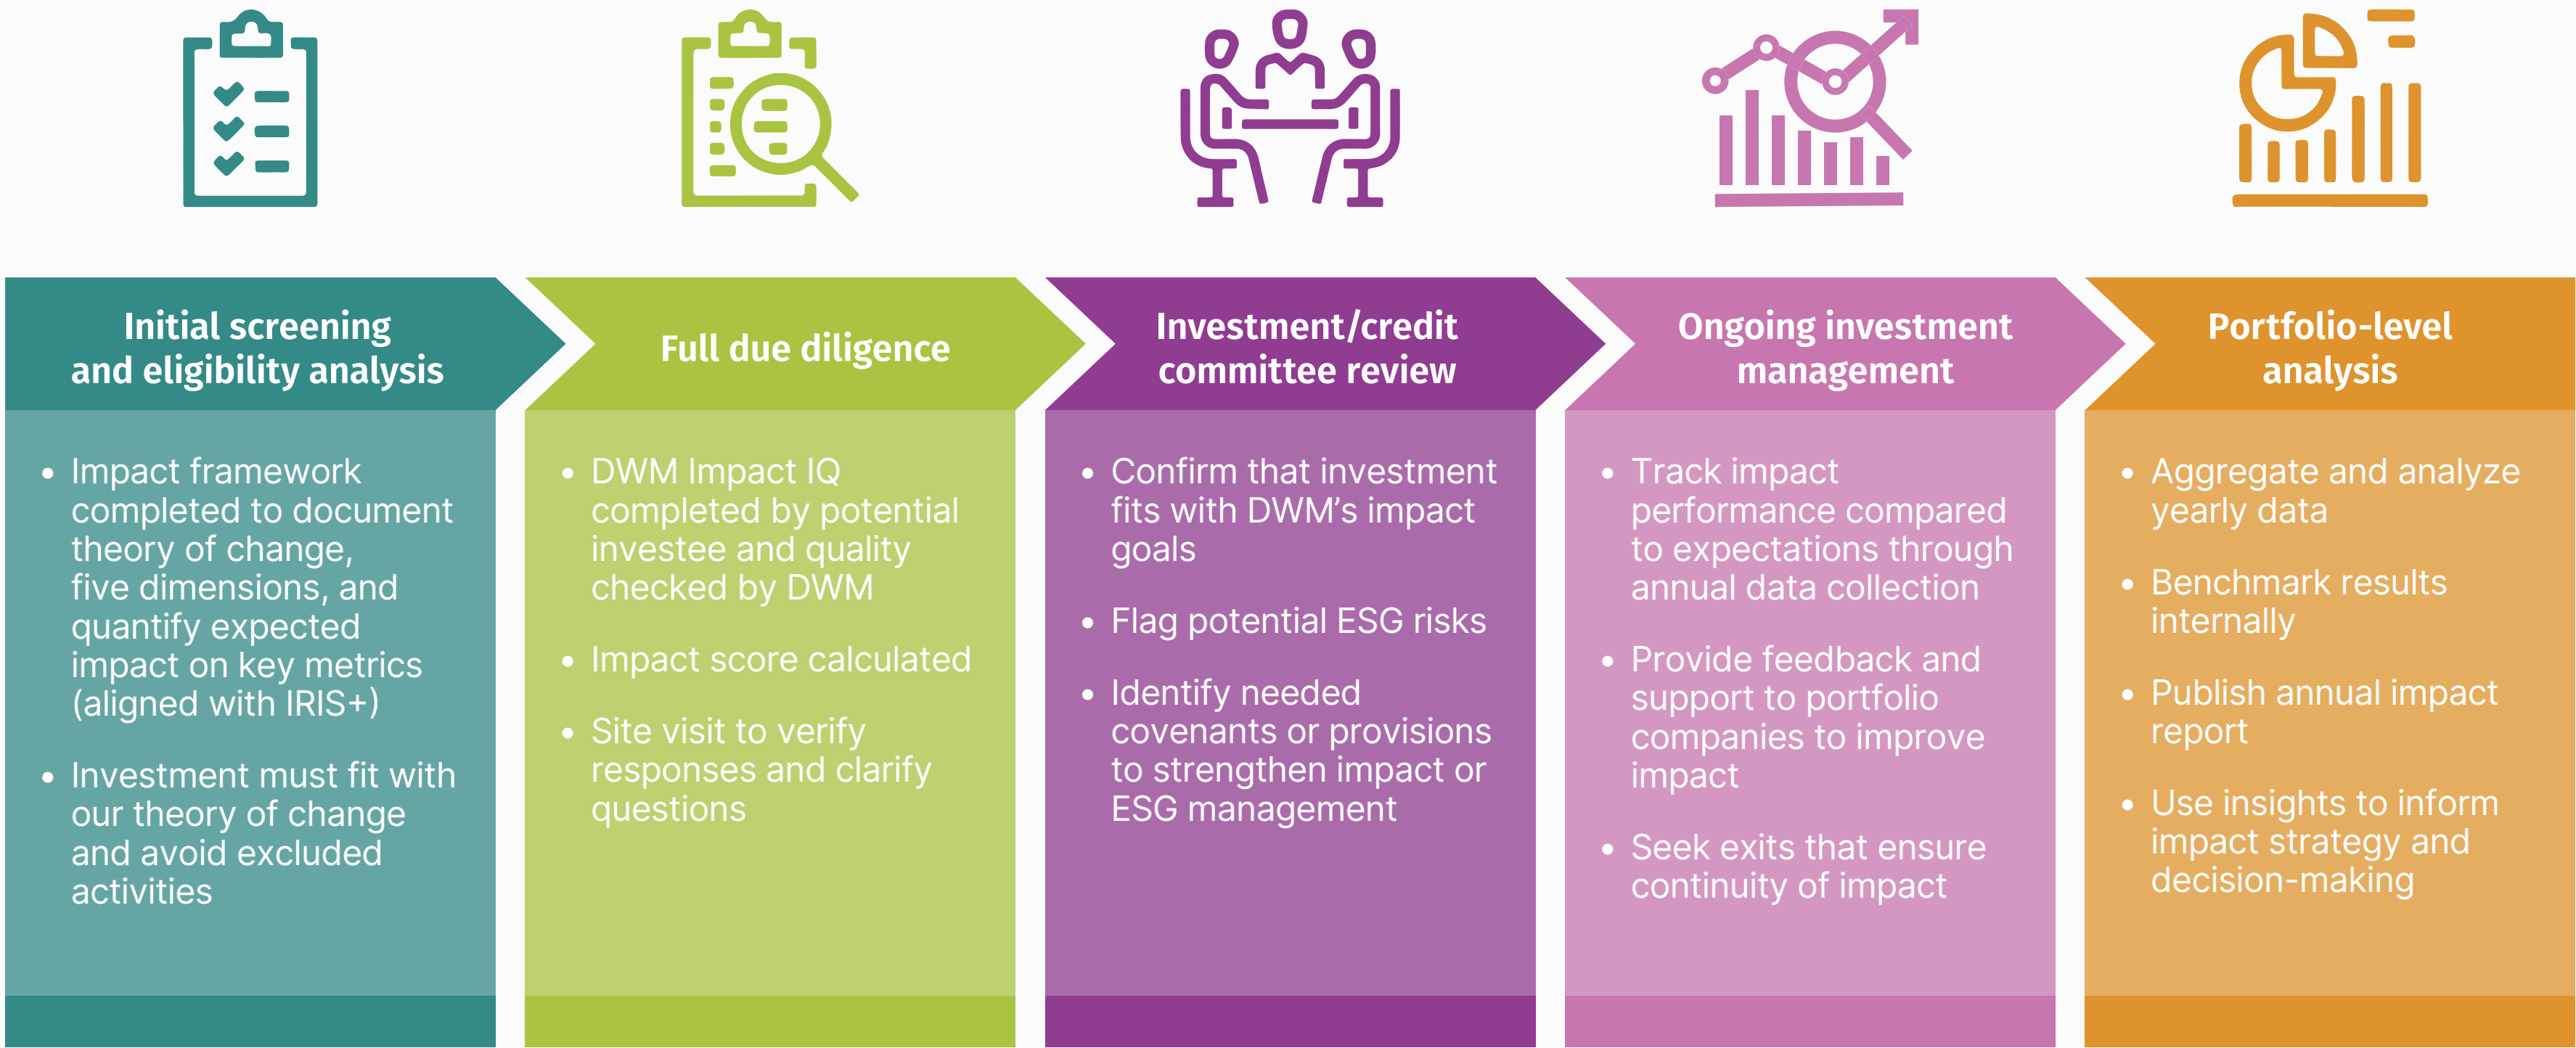 Initial screening
and eligibility analysis
• Impact framework
completed to document
theory of change,
five dimensions, and
quantify expected
impact on key metrics
(aligned with IRIS+)
• Investment must fit with
our theory of change
and avoid excluded
activities
Full due diligence
• DWM Impact IQ
completed by potential
investee and quality
checked by DWM
• Impact score calculated
• Site visit to verify
responses and clarify
questions
Investment/credit
committee review
• Confirm that investment
fits with DWM’s impact
goals
• Flag potential ESG risks
• Identify needed
covenants or provisions
to strengthen impact or
ESG management
Ongoing investment
management
• Track impact
performance compared
to expectations through
annual data collection
• Provide feedback and
support to portfolio
companies to improve
impact
• Seek exits that ensure
continuity of impact
Portfolio-level
analysis
• Aggregate and analyze
yearly data
• Benchmark results
internally
• Publish annual impact
report
• Use insights to inform
impact strategy and
decision-making